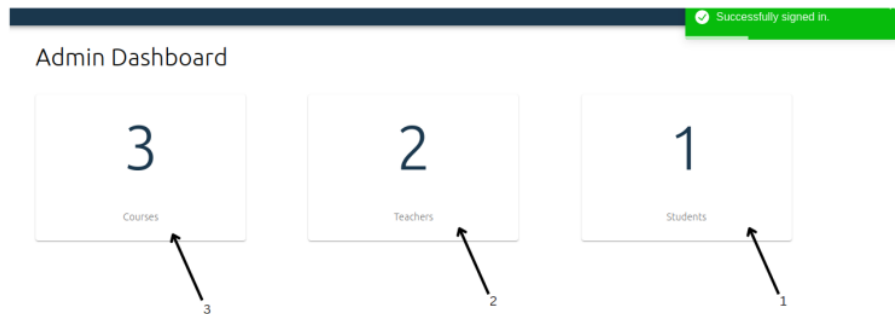 Successfully signed in.
Admin Dashboard
3
Courses
2
Teachers
1
Students
3
2
1